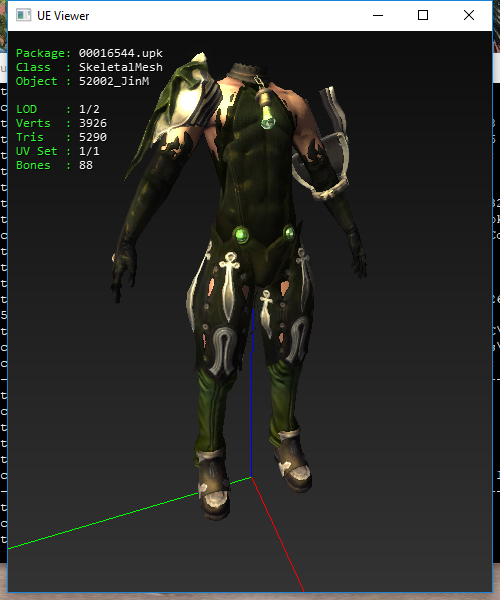 UE Viewer
Package: 00016544.upk
Class  : SkeletalMesh
Object : 52002_JinM
LOD    : 1/2
Verts  : 3926
Tris   : 5290
UV Set : 1/1
Bones  : 88